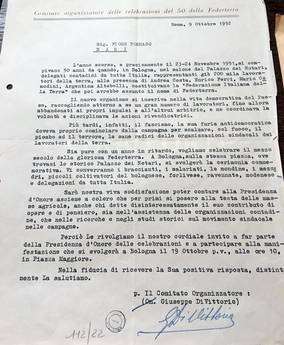 Comitato organizzatore delle celebrazioni del 50 della Federterra
Roma, 9 Ottobre 1952
Sig. FIORE TOMMASO
B A R I
L'anno scorso, e precisamente il 23-24 Novembre 1951, si
compivano 50 anni da quando, in Bologna, nel salone del Palazzo dei Notari,
delegati contadini da tutta Italia, rappresentanti già 200 mila lavora-
tori della terra, alla presenza di Andrea Costa, Enrico Ferri, Mario
modini, Argentina Altobelli, costituivano la "Federazione Italiana del-
la Terra" che poi avrebbe assunto il nome di Federterra.
Il nuovo organismo si inseriva nella vita democratica del Pae-
se, raccogliendo attorno a se un gran numero di lavoratori, fino allora
abbandonati ai propri impulsi e all'altrui arbitrio, e ne coordinava le
volontà e disciplinava le azioni rivendicative.
Più tardi, infatti, il fascismo, la cui furia antidemocratica
doveva proprio cominciare dalla campagna per scalzare, col fuoco, il
piombo ed il terrore, le sane radici delle organizzazioni sindacali dei
lavoratori della terra.
Sia pure con un anno in ritardo, vogliamo celebrare il mezzo
secolo della gloriosa Federterra. A Bologna, sulla stessa piazza, ove
trovasi lo storico Palazzo dei Notari, si svolgerà la cerimonia comme-
morativa. Vi converranno i braccianti, i salariati, le mondine, i mezza-
dri, piccoli coltivatori del bolognese, forlivese, ravennate, modenese e
delegazioni da tutta Italia.
Sarà nostra viva soddisfazione poter contare alla Presidenza
d'Onore assieme a coloro che per primi si posero alla testa delle mas-
se agricole, anche chi dette disinteressatamente il suo contributo di
opere e di pensiero, sia nell'assistenza delle organizzazioni contadi-
ne, che nelle ricerche e negli studi storici sul movimento sindacale
nelle campagne.
Perciò Le rivolgiamo il nostro cordiale invito a far parte
della Presidenza d'Onore delle celebrazioni e a partecipare alla mani-
festazione che si svolgerà a Bologna il 19 Ottobre p.v., alle ore 10,
in Piazza Maggiore.
Nella fiducia di ricevere la Sua positiva risposta, distinta-
mente La salutiamo.
p. Il Comitato Organizzatore
(On. Giuseppe Di Vittorio)
G Di Vittorio
112/22